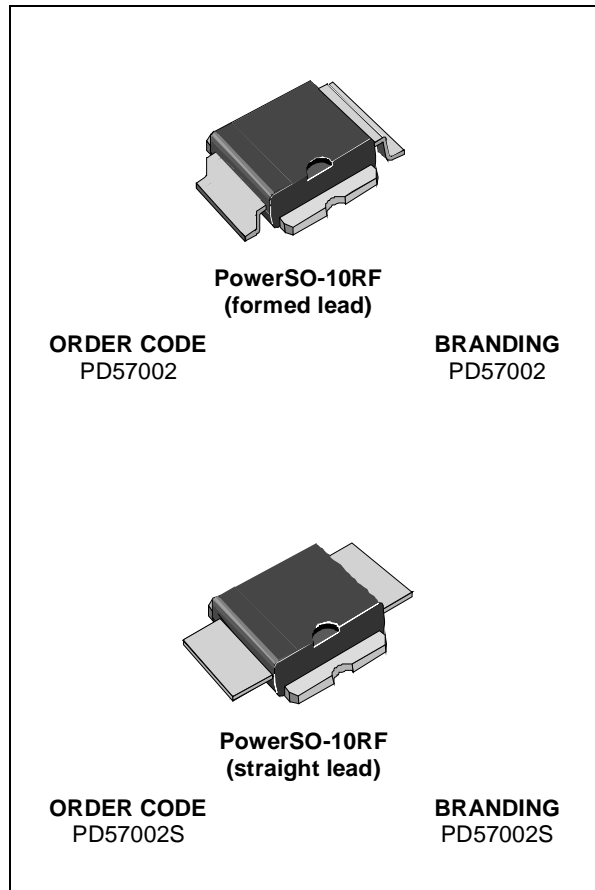 PowerSO-10RF
(formed lead)
ORDER CODE BRANDING
PD57002 PD57002
PowerSO-10RF
(straight lead)
ORDER CODE BRANDING
PD57002S PD57002S